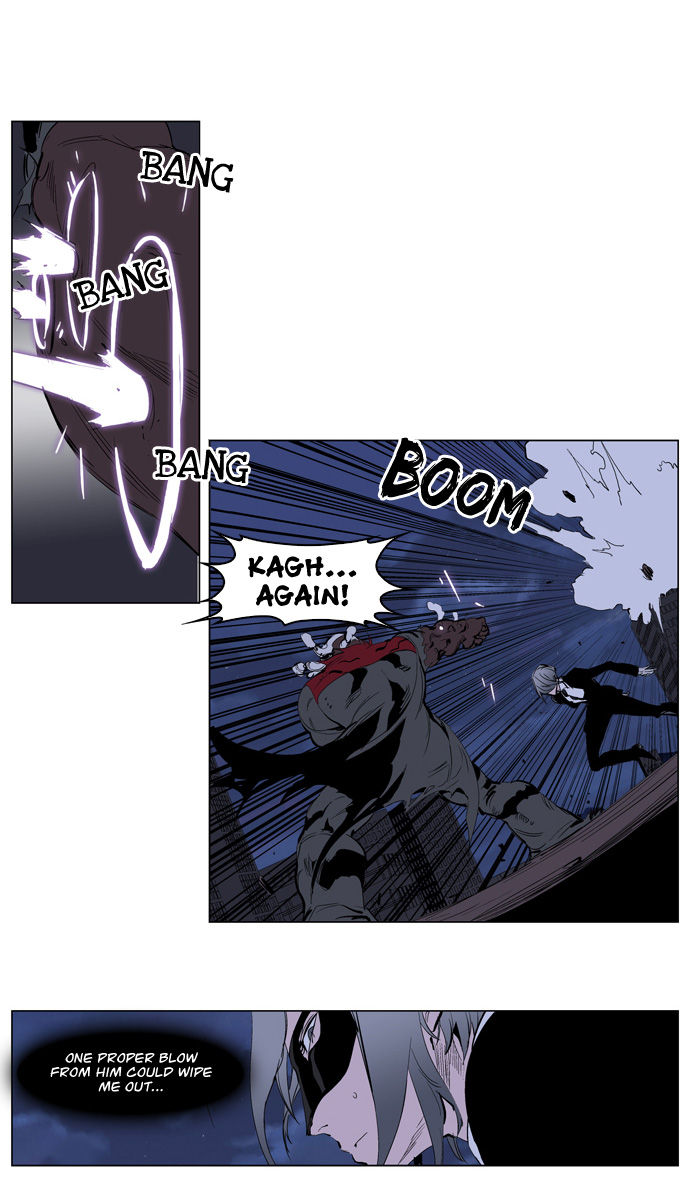 BANG
BANG
BANG
BOOM
KAGH...
AGAIN!
ONE PROPER BLOW
FROM HIM COULD WIPE
ME OUT...